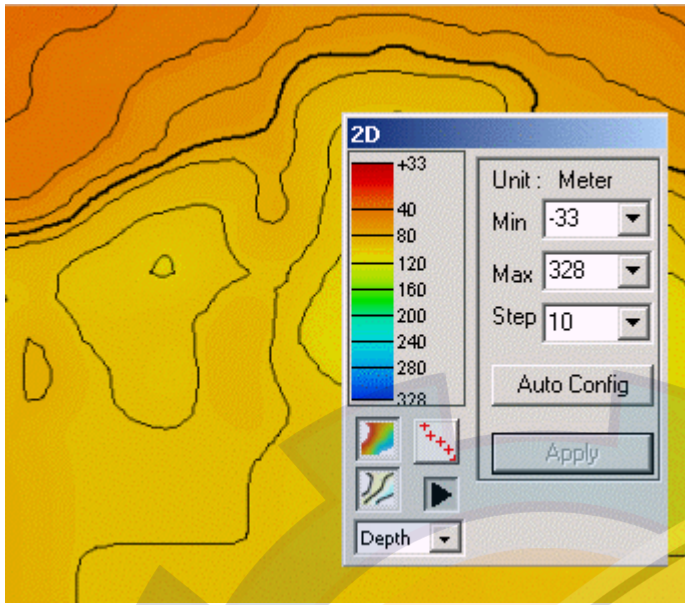 2D
+33
40
80
120
160
200
240
280
328
Unit : Meter
Min -33
Max 328
Step 10
Auto Config
Apply
Depth